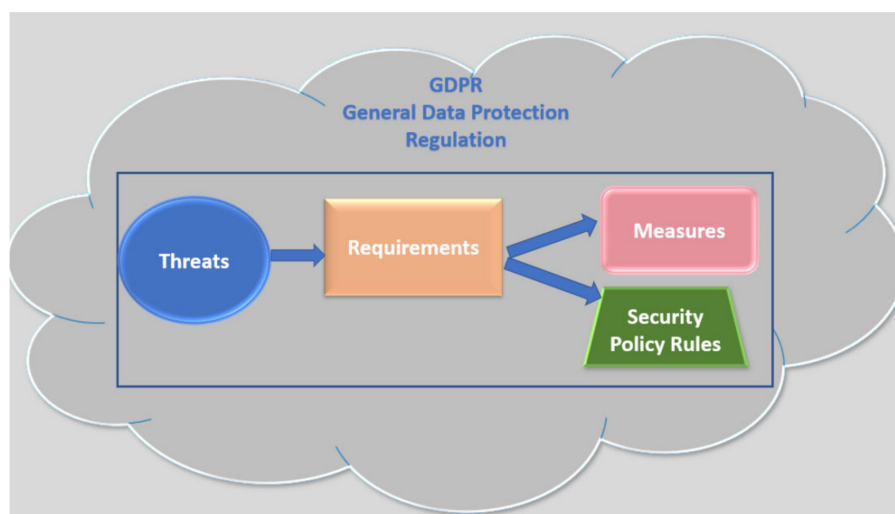 GDPR
General Data Protection
Regulation
Threats
Requirements
Measures
Security
Policy Rules